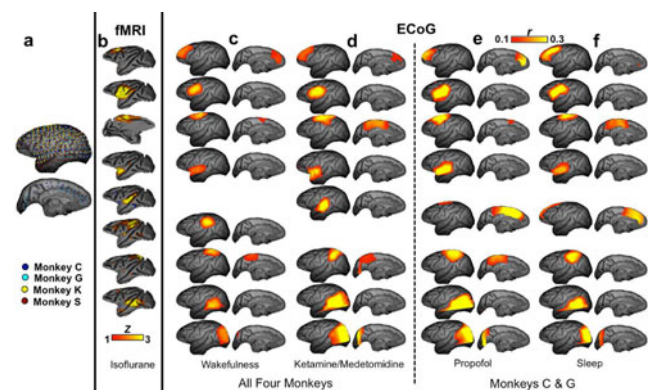 fMRI
ECoG
a
b
c
d
e
f
0.1
r
0.3
Monkey C
Monkey G
Monkey K
Monkey S
Z
1
3
Isoflurane
Wakefulness
Ketamine/Medetomidine
Propofol
Sleep
All Four Monkeys
Monkeys C & G